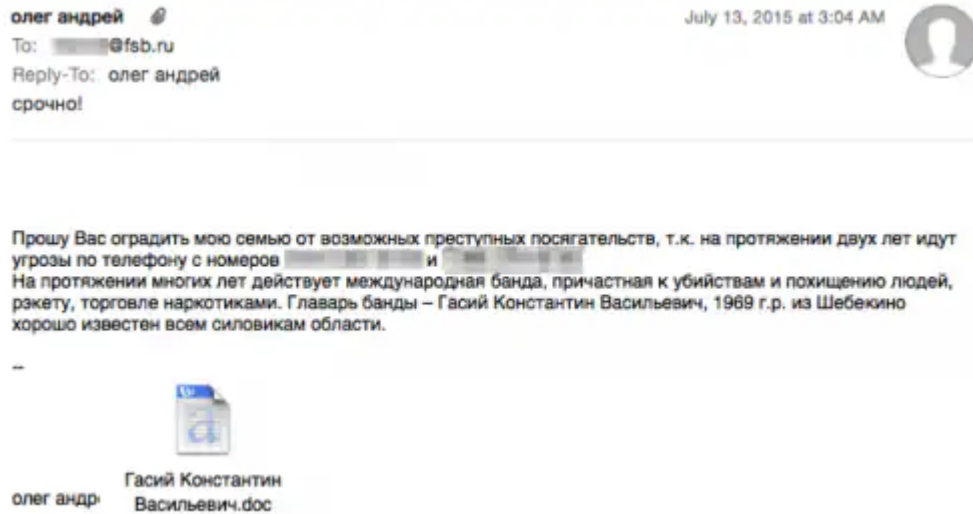 олег андрей
July 13, 2015 at 3:04 AM
To: @fsb.ru
Reply-To: олег андрей
срочно!
Прошу Вас оградить мою семью от возможных преступных посягательств, т.к. на протяжении двух лет идут
угрозы по телефону с номеров и
На протяжении многих лет действует международная банда, причастная к убийствам и похищению людей,
рэкету, торговле наркотиками. Главарь банды – Гасий Константин Васильевич, 1969 г.р. из Шебекино
хорошо известен всем силовикам области.
--
Гасий Константин
Васильевич.doc
олег андр